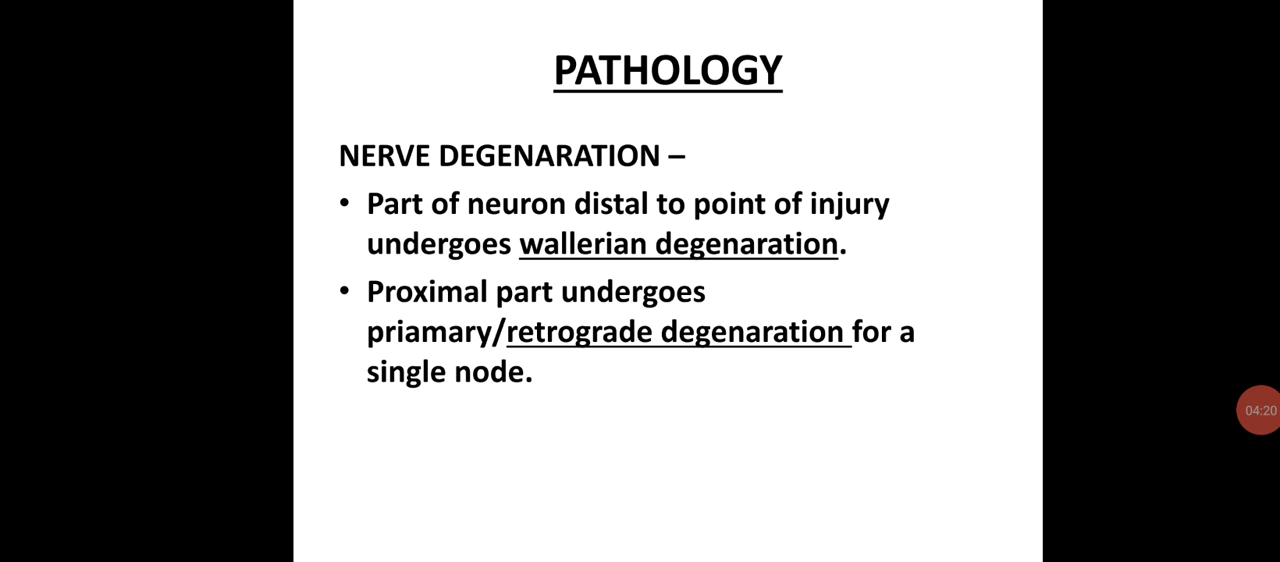 PATHOLOGY
NERVE DEGENARATION –
• Part of neuron distal to point of injury
undergoes wallerian degenaration.
• Proximal part undergoes
priamary/retrograde degenaration for a
single node.
04:20